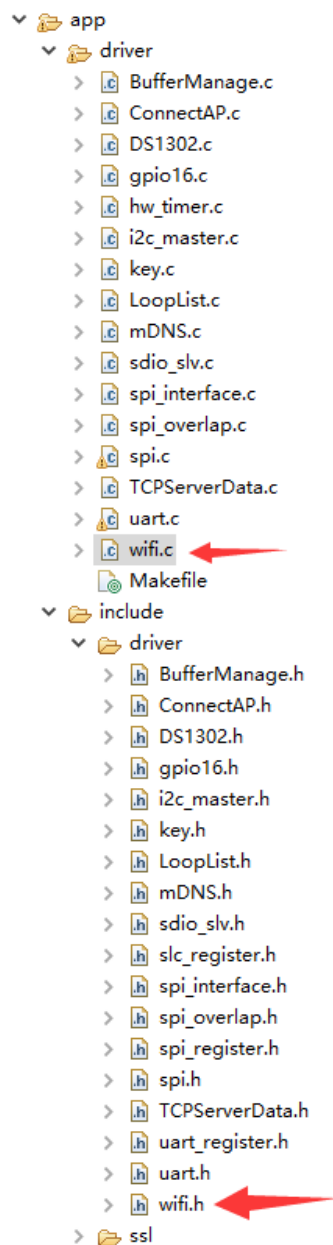 app
driver
BufferManage.c
ConnectAP.c
DS1302.c
gpio16.c
hw_timer.c
i2c_master.c
key.c
LoopList.c
mDNS.c
sdio_slv.c
spi_interface.c
spi_overlap.c
spi.c
TCPServerData.c
uart.c
wifi.c
Makefile
include
driver
BufferManage.h
ConnectAP.h
DS1302.h
gpio16.h
i2c_master.h
key.h
LoopList.h
mDNS.h
sdio_slv.h
slc_register.h
spi_interface.h
spi_overlap.h
spi_register.h
spi.h
TCPServerData.h
uart_register.h
uart.h
wifi.h
ssl